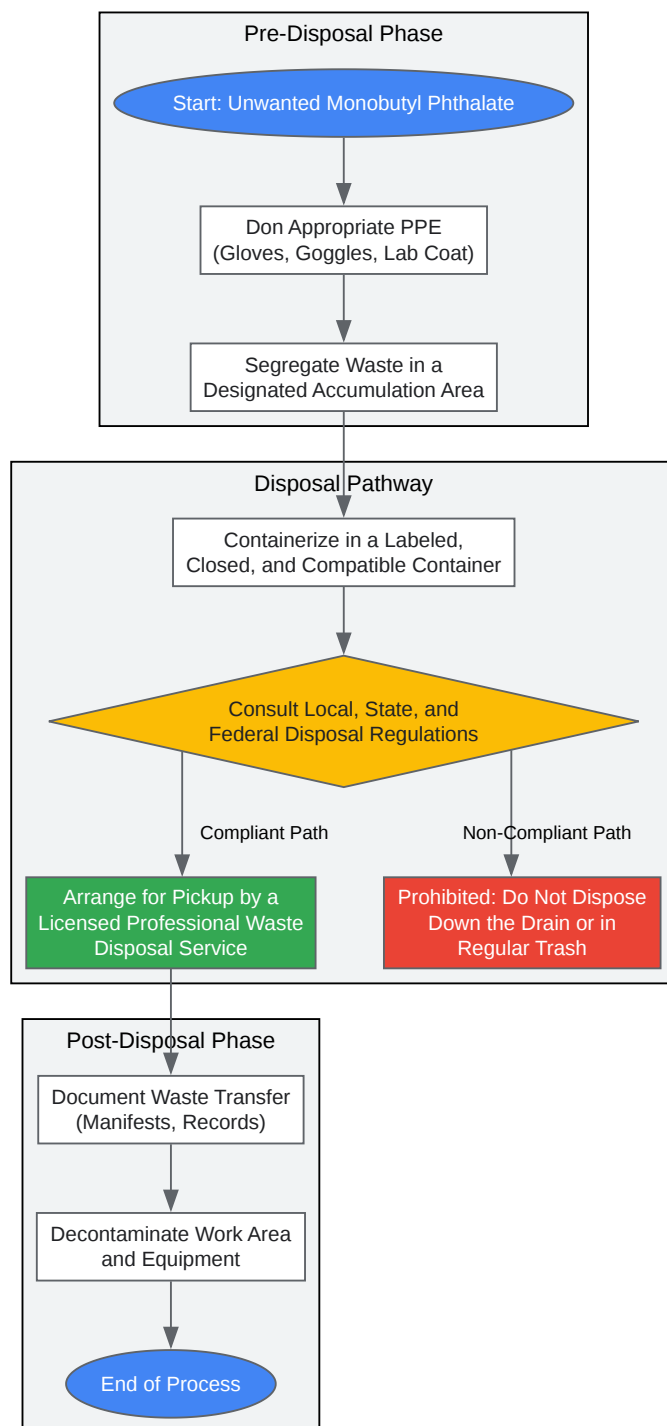 Pre-Disposal Phase
Start: Unwanted Monobutyl Phthalate
Don Appropriate PPE
(Gloves, Goggles, Lab Coat)
Segregate Waste in a
Designated Accumulation Area
Disposal Pathway
Containerize in a Labeled,
Closed, and Compatible Container
Consult Local, State, and
Federal Disposal Regulations
Compliant Path
Non-Compliant Path
Arrange for Pickup by a
Licensed Professional Waste
Disposal Service
Prohibited: Do Not Dispose
Down the Drain or in
Regular Trash
Post-Disposal Phase
Document Waste Transfer
(Manifests, Records)
Decontaminate Work Area
and Equipment
End of Process